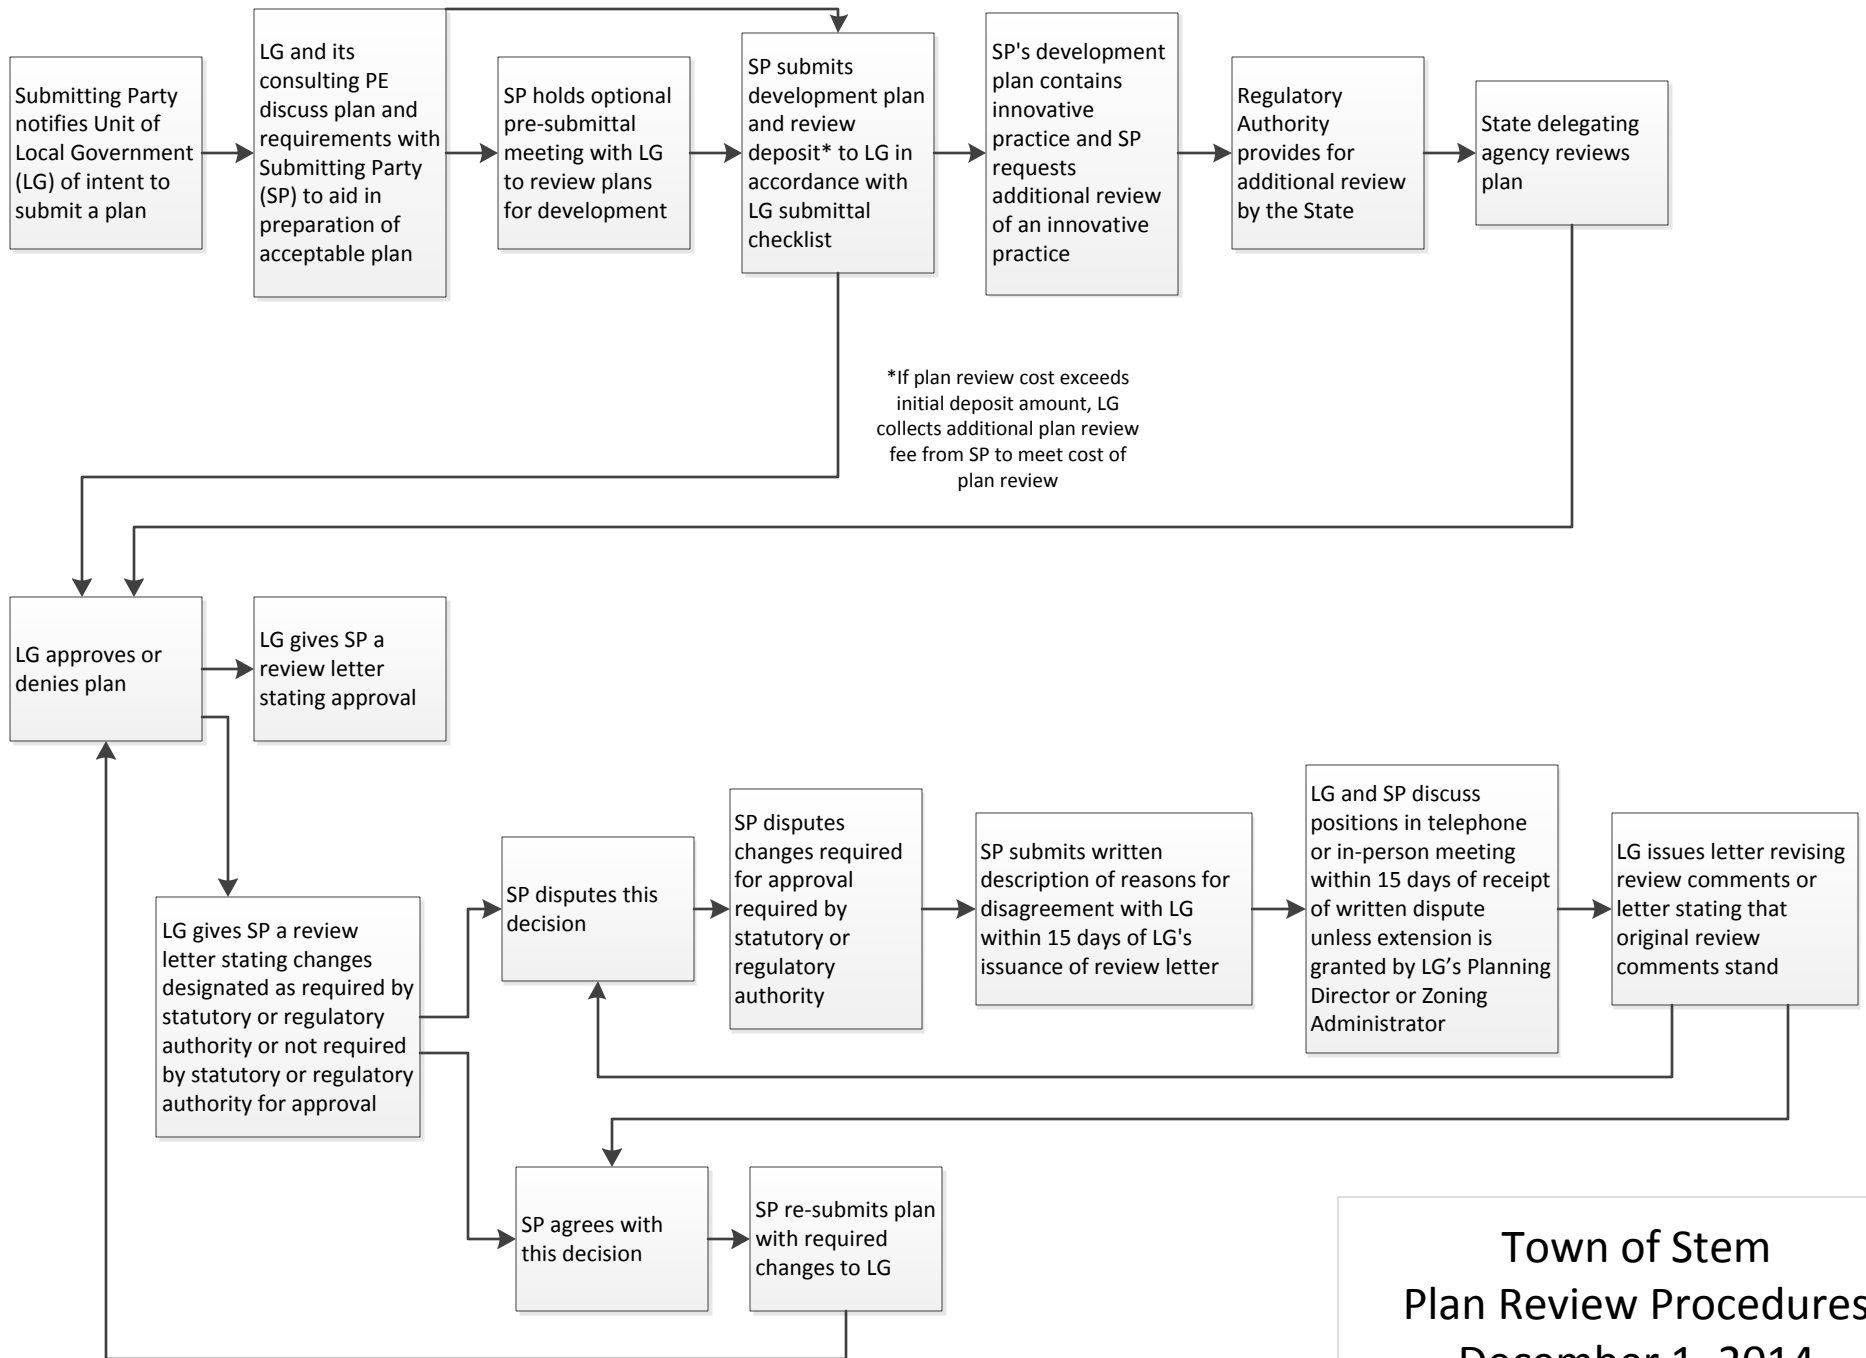 Submitting Party
notifies Unit of
Local Government
(LG) of intent to
submit a plan
LG and its
consulting PE
discuss plan and
requirements with
Submitting Party
(SP) to aid in
preparation of
acceptable plan
SP holds optional
pre-submittal
meeting with LG
to review plans
for development
SP submits
development plan
and review
deposit* to LG in
accordance with
LG submittal
checklist
SP's development
plan contains
innovative
practice and SP
requests
additional review
of an innovative
practice
Regulatory
Authority
provides for
additional review
by the State
State delegating
agency reviews
plan
*If plan review cost exceeds
initial deposit amount, LG
collects additional plan review
fee from SP to meet cost of
plan review
LG approves or
denies plan
LG gives SP a
review letter
stating approval
LG gives SP a review
letter stating changes
designated as required by
statutory or regulatory
authority or not required
by statutory or regulatory
authority for approval
SP disputes this
decision
SP disputes
changes required
for approval
required by
statutory or
regulatory
authority
SP submits written
description of reasons for
disagreement with LG
within 15 days of LG's
issuance of review letter
LG and SP discuss
positions in telephone
or in-person meeting
within 15 days of receipt
of written dispute
unless extension is
granted by LG’s Planning
Director or Zoning
Administrator
LG issues letter revising
review comments or
letter stating that
original review
comments stand
SP agrees with
this decision
SP re-submits plan
with required
changes to LG
Town of Stem
Plan Review Procedures
December 1, 2014